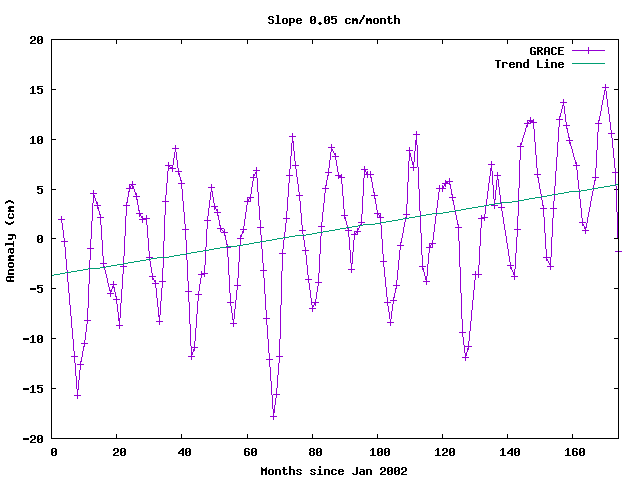 Slope 0.05 cm/month
GRACE
Trend Line
20
15
10
5
0
-5
-10
-15
-20
Anomaly (cm)
0 20 40 60 80 100 120 140 160
Months since Jan 2002